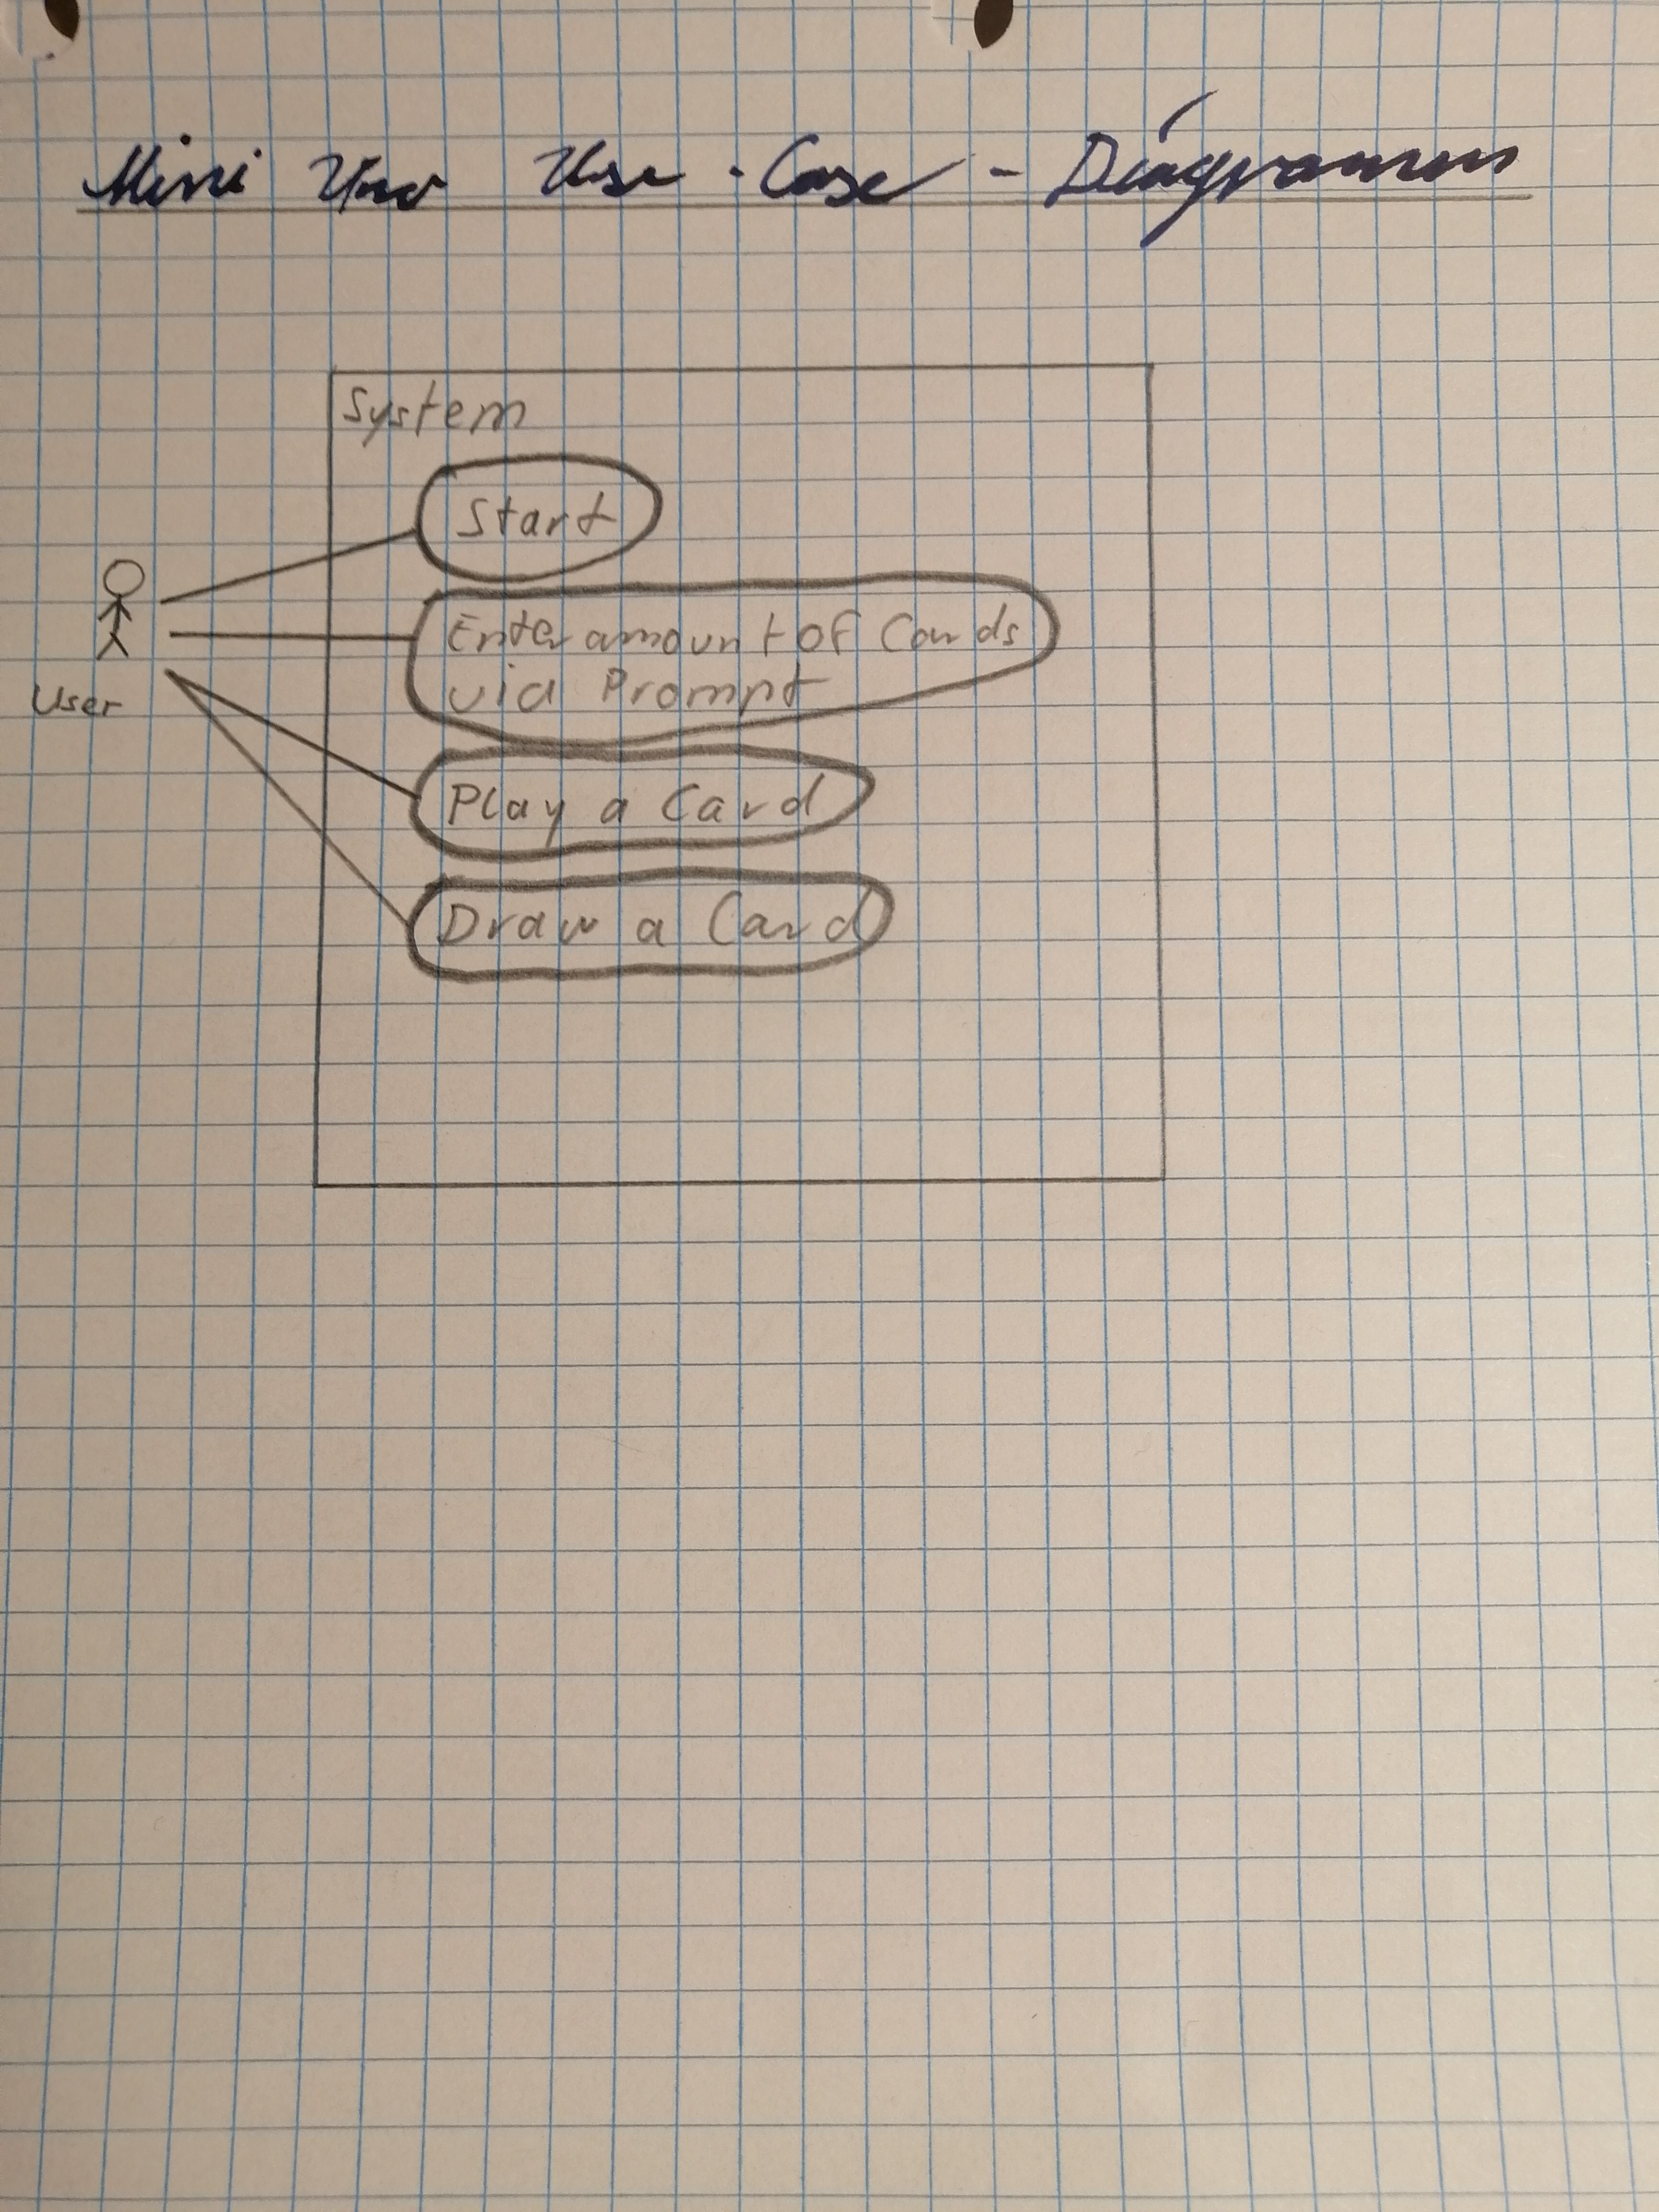 Mini Uno Use-Case-Diagramm
System
Start
Enter amount of Cards
via Prompt
User
Play a Card
Draw a Card